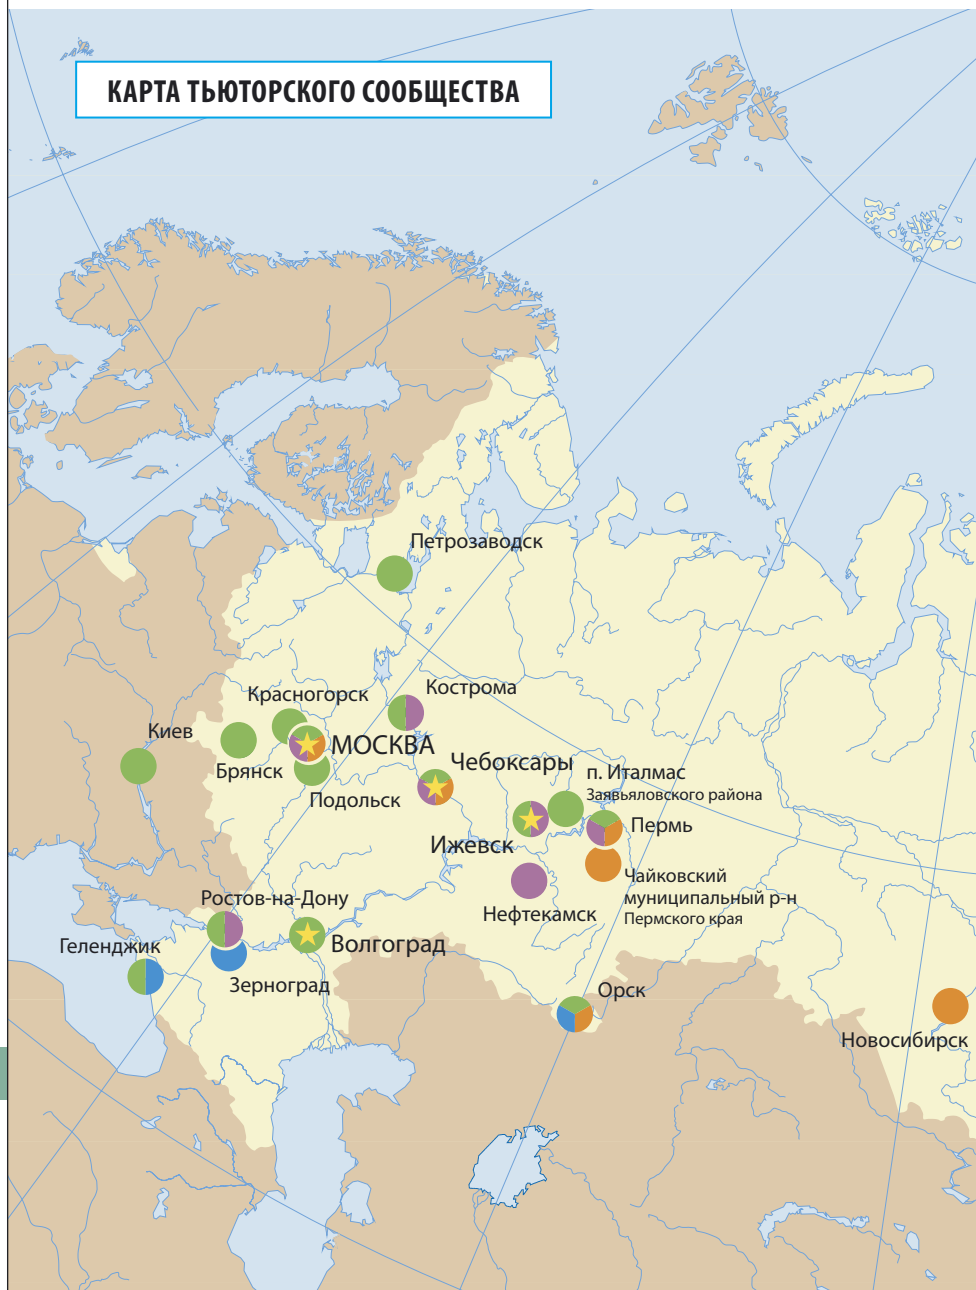 КАРТА ТЬЮТОРСКОГО СООБЩЕСТВА
Петрозаводск
Кострома
Красногорск
Киев
МОСКВА
Брянск
Чебоксары
п. Италмас
Заявьяловского района
Подольск
Пермь
Ижевск
Чайковский
муниципальный р-н
Пермского края
Ростов-на-Дону
Нефтекамск
Геленджик
Волгоград
Зерноград
Орск
Новосибирск